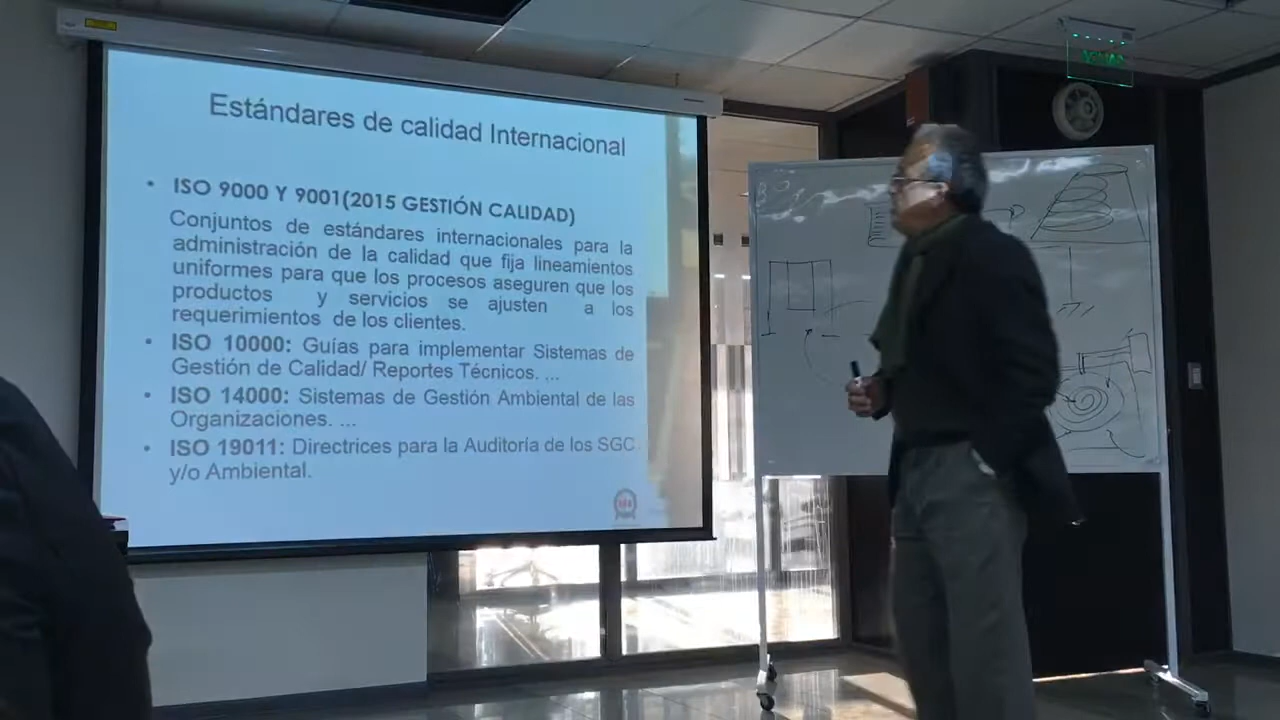 Estándares de calidad Internacional
• ISO 9000 Y 9001(2015 GESTIÓN CALIDAD)
Conjuntos de estándares internacionales para la
administración de la calidad que fija lineamientos
uniformes para que los procesos aseguren que los
productos y servicios se ajusten a los
requerimientos de los clientes.
• ISO 10000: Guías para implementar Sistemas de
Gestión de Calidad/ Reportes Técnicos. ...
• ISO 14000: Sistemas de Gestión Ambiental de las
Organizaciones. ...
• ISO 19011: Directrices para la Auditoría de los SGC
y/o Ambiental.